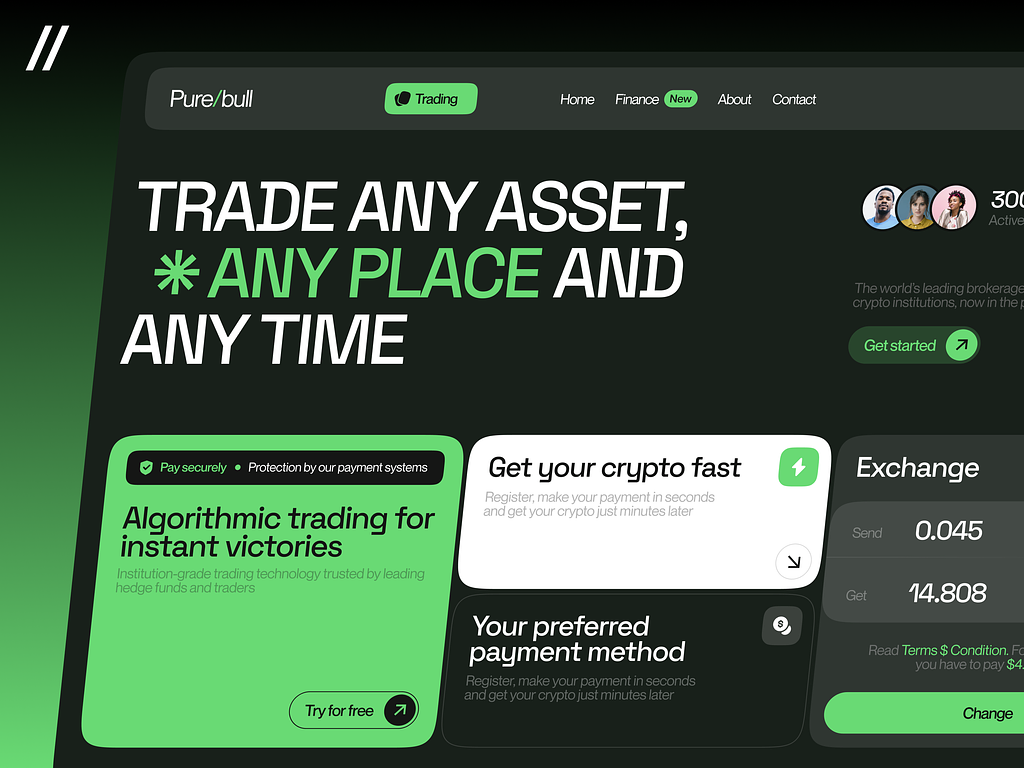 //
Pure/bull
Trading
Home
Finance
New
About
Contact
TRADE ANY ASSET,
ANY PLACE AND
ANY TIME
300
Active
The world's leading brokerage
crypto institutions, now in the
Get started
Pay securely • Protection by our payment systems
Algorithmic trading for
instant victories
Institution-grade trading technology trusted by leading
hedge funds and traders
Try for free
Get your crypto fast
Register, make your payment in seconds
and get your crypto just minutes later
Your preferred
payment method
Register, make your payment in seconds
and get your crypto just minutes later
Exchange
Send
0.045
Get
14.808
Read Terms $ Condition.
you have to pay $4.
Change